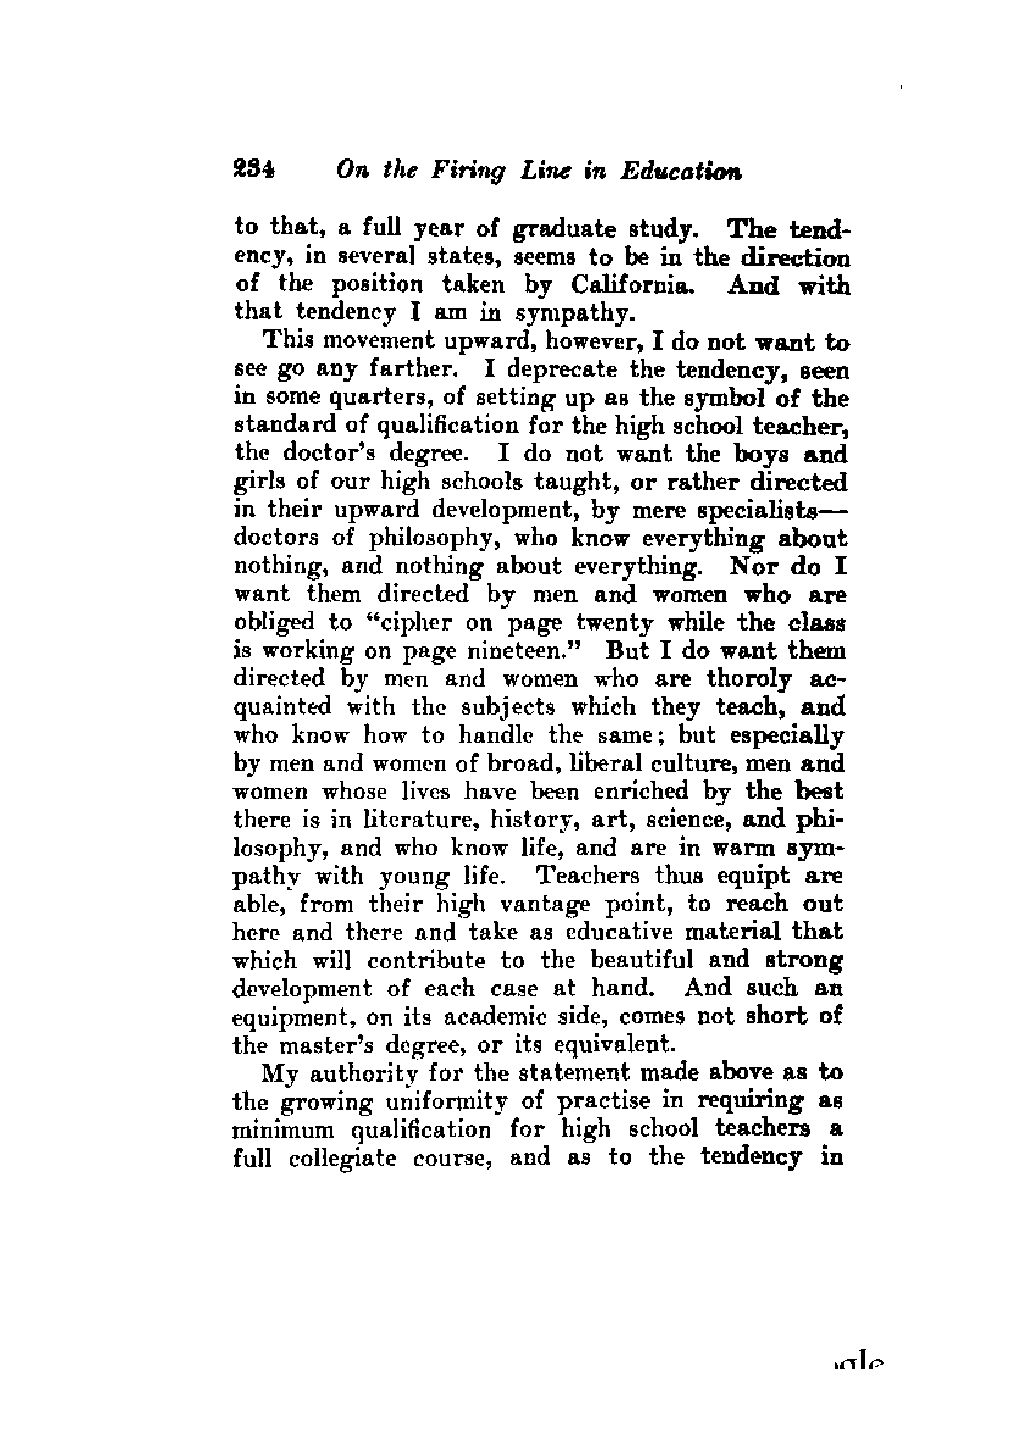 234 On the Firing Line in Education
to that, a full year of graduate study. The tend-
ency, in several states, seems to be in the direction
of the position taken by California. And with
that tendency I am in sympathy.
This movement upward, however, I do not want to
see go any farther. I deprecate the tendency, seen
in some quarters, of setting up as the symbol of the
standard of qualification for the high school teacher,
the doctor's degree. I do not want the boys and
girls of our high schools taught, or rather directed
in their upward development, by mere specialists—
doctors of philosophy, who know everything about
nothing, and nothing about everything. Nor do I
want them directed by men and women who are
obliged to "cipher on page twenty while the class
is working on page nineteen." But I do want them
directed by men and women who are thoroly ac-
quainted with the subjects which they teach, and
who know how to handle the same; but especially
by men and women of broad, liberal culture, men and
women whose lives have been enriched by the best
there is in literature, history, art, science, and phi-
losophy, and who know life, and are in warm sym-
pathy with young life. Teachers thus equipt are
able, from their high vantage point, to reach out
here and there and take as educative material that
which will contribute to the beautiful and strong
development of each case at hand. And such an
equipment, on its academic side, comes not short of
the master's degree, or its equivalent.
My authority for the statement made above as to
the growing uniformity of practise in requiring as
minimum qualification for high school teachers a
full collegiate course, and as to the tendency in